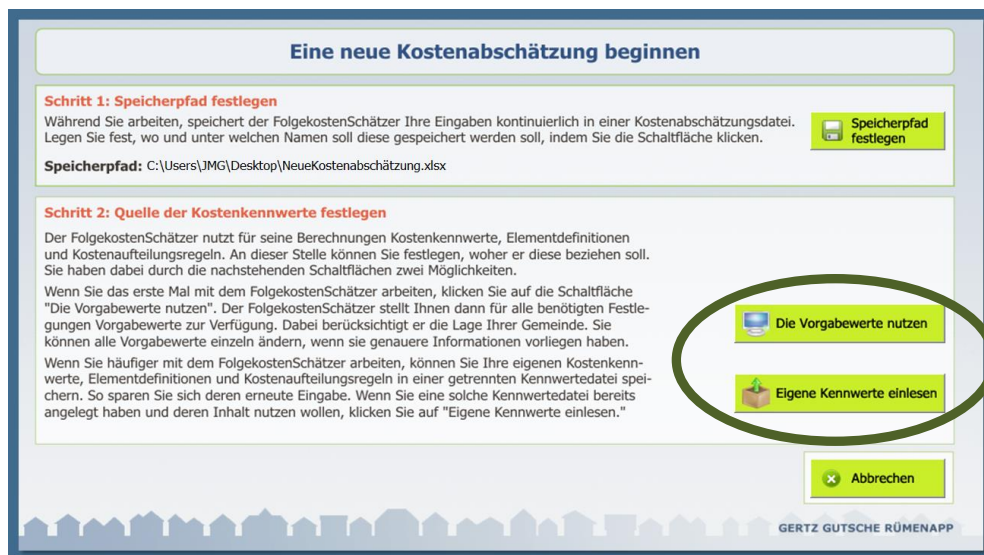 Eine neue Kostenabschätzung beginnen
Schritt 1: Speicherpfad festlegen
Während Sie arbeiten, speichert der FolgekostenSchätzer Ihre Eingaben kontinuierlich in einer Kostenabschätzungsdatei.
Legen Sie fest, wo und unter welchen Namen soll diese gespeichert werden soll, indem Sie die Schaltfläche klicken.
Speicherpfad
festlegen
Speicherpfad: C:\Users\JMG\Desktop\NeueKostenabschätzung.xlsx
Schritt 2: Quelle der Kostenkennwerte festlegen
Der FolgekostenSchätzer nutzt für seine Berechnungen Kostenkennwerte, Elementdefinitionen
und Kostenaufteilungsregeln. An dieser Stelle können Sie festlegen, woher er diese beziehen soll.
Sie haben dabei durch die nachstehenden Schaltflächen zwei Möglichkeiten.
Wenn Sie das erste Mal mit dem FolgekostenSchätzer arbeiten, klicken Sie auf die Schaltfläche
"Die Vorgabewerte nutzen". Der FolgekostenSchätzer stellt Ihnen dann für alle benötigten Festle-
gungen Vorgabewerte zur Verfügung. Dabei berücksichtigt er die Lage Ihrer Gemeinde. Sie
können alle Vorgabewerte einzeln ändern, wenn sie genauere Informationen vorliegen haben.
Die Vorgabewerte nutzen
Wenn Sie häufiger mit dem FolgekostenSchätzer arbeiten, können Sie Ihre eigenen Kostenkenn-
werte, Elementdefinitionen und Kostenaufteilungsregeln in einer getrennten Kennwertedatei spei-
chern. So sparen Sie sich deren erneute Eingabe. Wenn Sie eine solche Kennwertedatei bereits
angelegt haben und deren Inhalt nutzen wollen, klicken Sie auf "Eigene Kennwerte einlesen."
Eigene Kennwerte einlesen
Abbrechen
GERTZ GUTSCHE RÜMENAPP